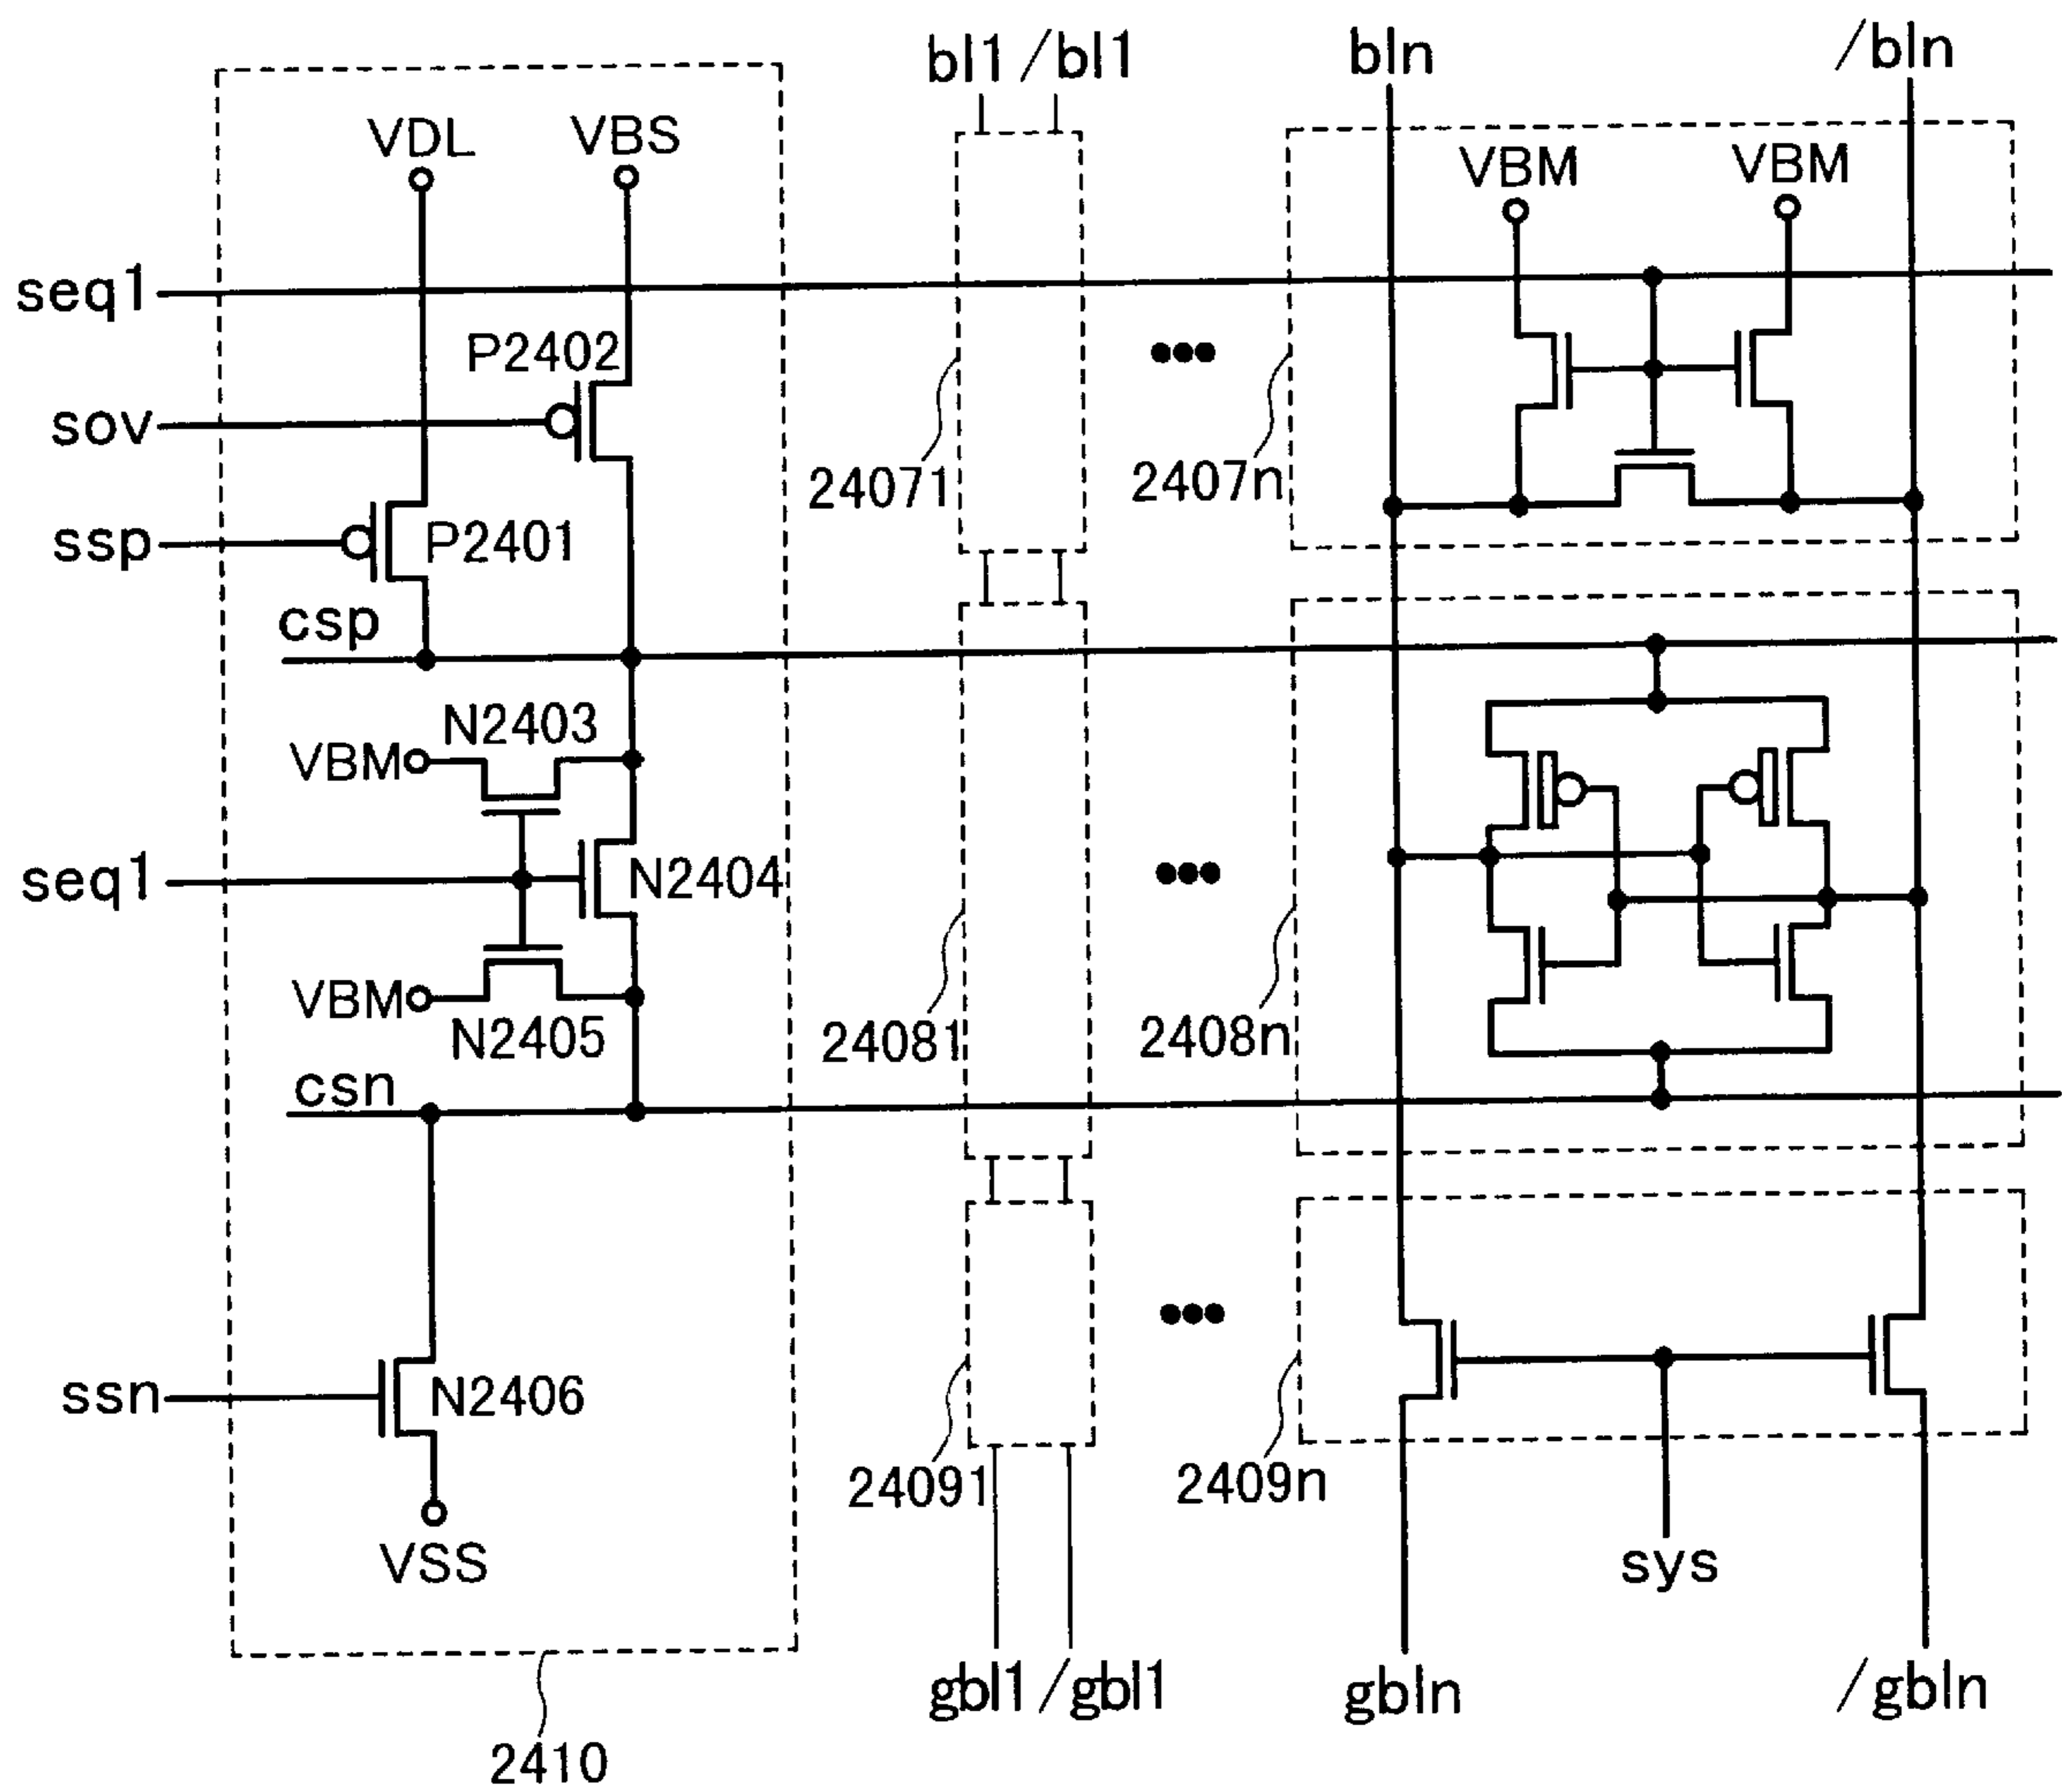 bl1 /bl1
bln
/bln
VDL
VBS
VBM
VBM
seq1
P2402
sov
24071
2407n
ssp
P2401
csp
N2403
VBM
seq1
N2404
VBM
N2405
24081
2408n
csn
ssn
N2406
24091
2409n
VSS
sys
gbl1 /gbl1
gbln
/gbln
2410